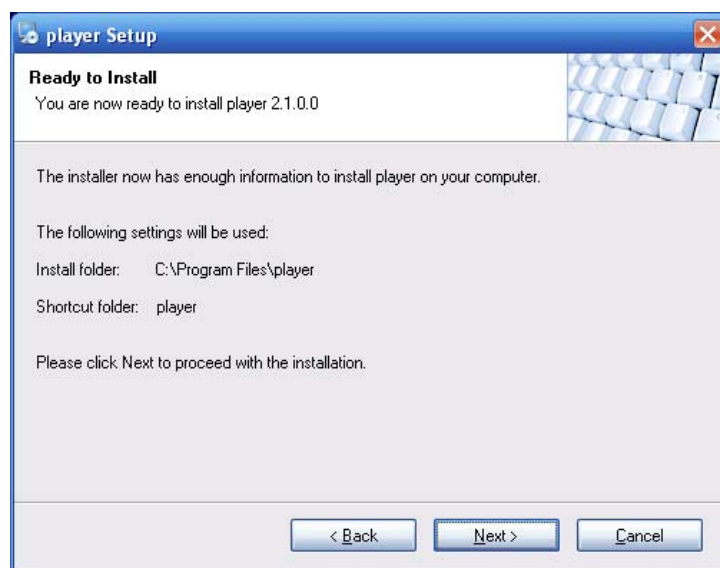 player Setup
Ready to Install
You are now ready to install player 2.1.0.0
The installer now has enough information to install player on your computer.
The following settings will be used:
Install folder: C:\Program Files\player
Shortcut folder: player
Please click Next to proceed with the installation.
< Back Next > Cancel